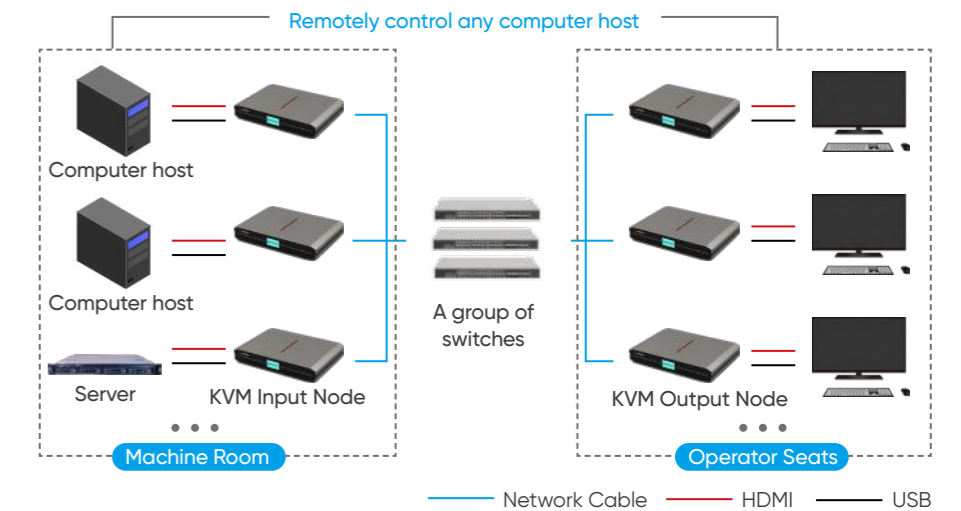 Remotely control any computer host
Computer host
Computer host
Server
KVM Input Node
Machine Room
A group of
switches
KVM Output Node
Operator Seats
Network Cable
HDMI
USB